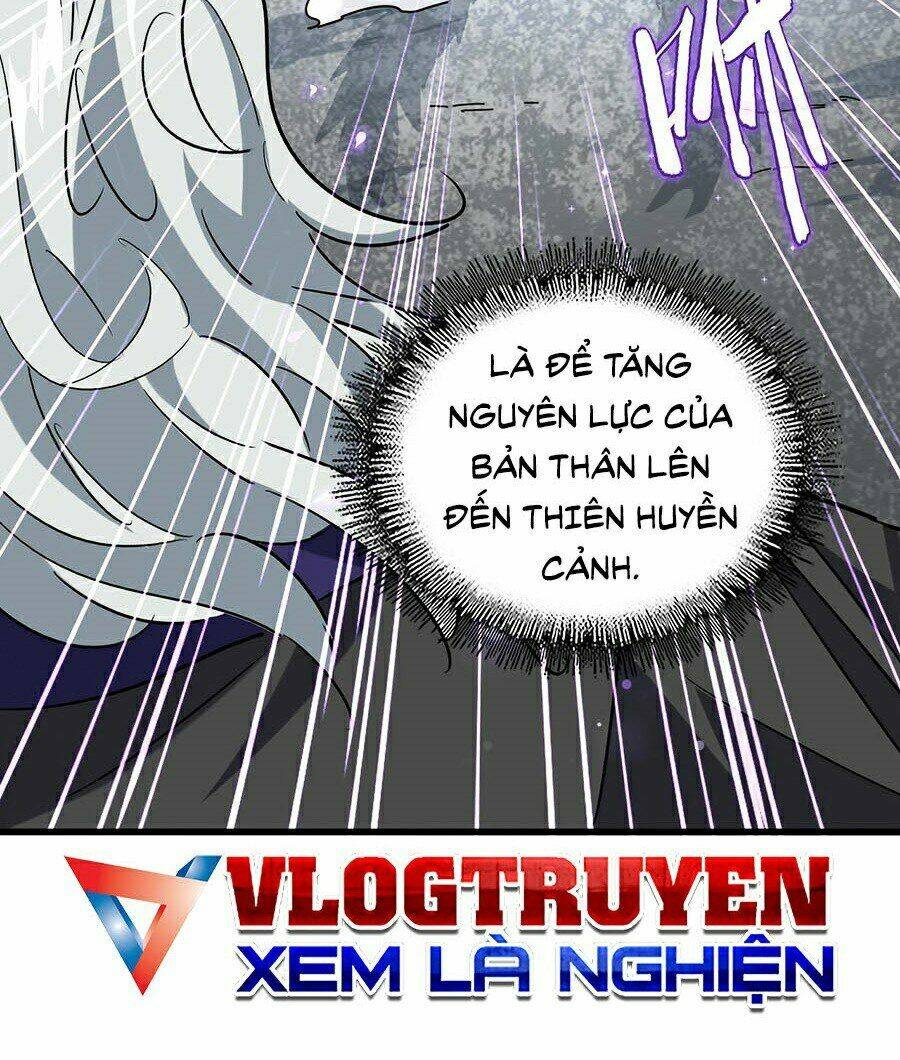 LÀ ĐỂ TĂNG
NGUYÊN LỰC CỦA
BẢN THÂN LÊN
ĐẾN THIÊN HUYỀN
CẢNH.
VLOGTRUYEN
XEM LÀ NGHIỆN